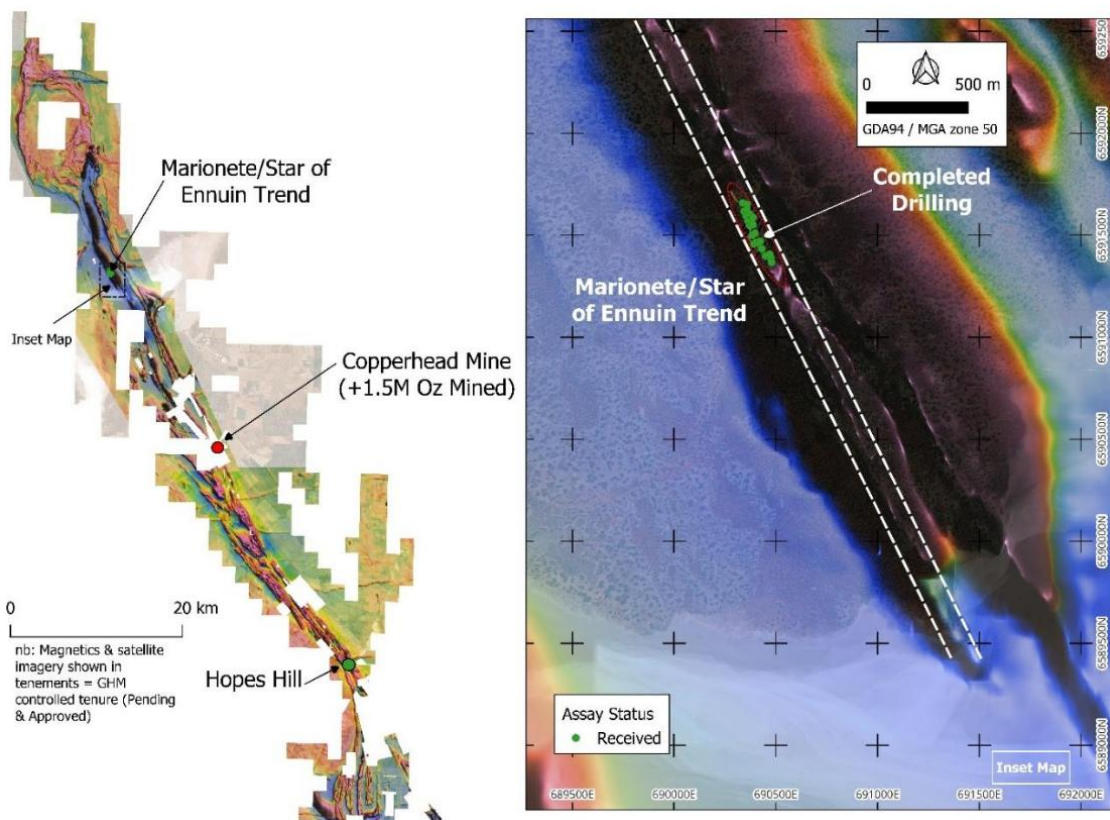 Marionete/Star of
Ennuin Trend
Inset Map
Copperhead Mine
(+1.5M Oz Mined)
0 20 km
nb: Magnetics & satellite
imagery shown in
tenements = GHM
controlled tenure (Pending
& Approved)
Hopes Hill
0 500 m
GDA94 / MGA zone 50
Completed
Drilling
Marionete/Star
of Ennuin Trend
Assay Status
Received
Inset Map
659250
6592000N
6591500N
6591000N
6590500N
6590000N
6589500N
6589000N
689500E 690000E 690500E 691000E 691500E 692000E